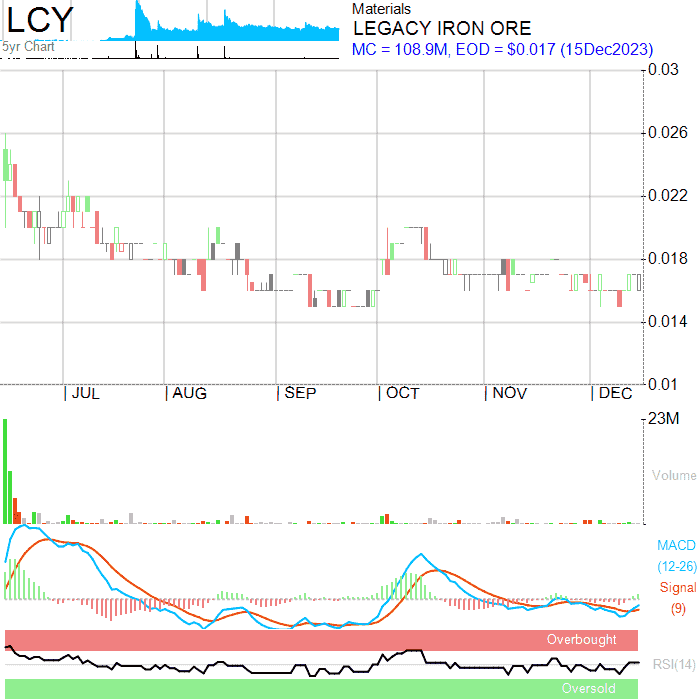 LCY
5yr Chart
Materials
LEGACY IRON ORE
MC = 108.9M, EOD = $0.017 (15Dec2023)
0.03
0.026
0.022
0.018
0.014
0.01
JUL AUG SEP OCT NOV DEC
23M
Volume
MACD
(12-26)
Signal
(9)
Overbought
RSI(14)
Oversold